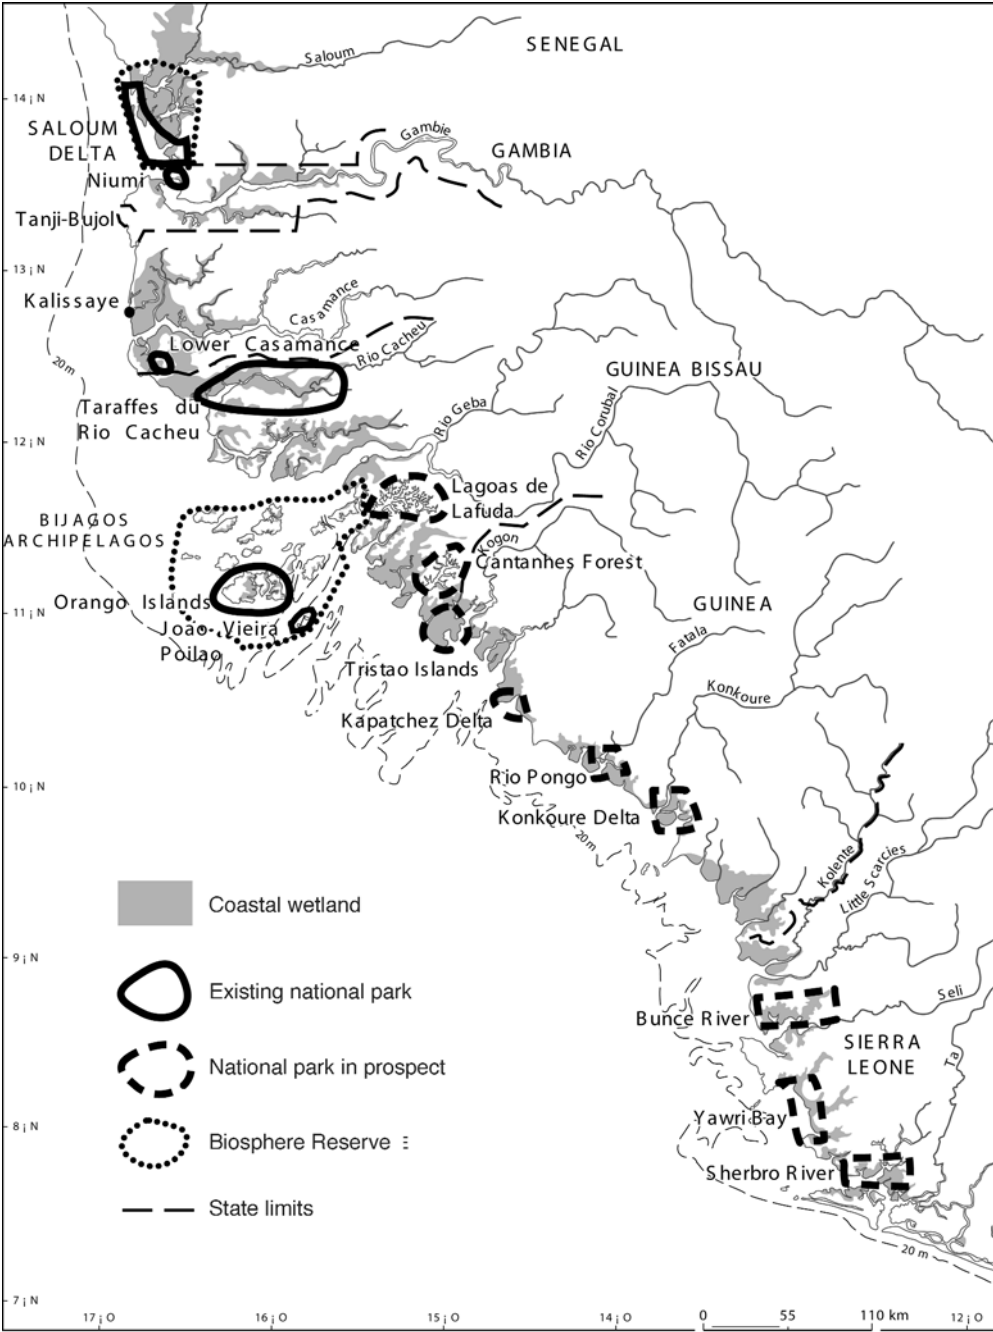 SENEGAL
Saloum
14¡N
SALOUM
DELTA
Gambie
GAMBIA
Niumi
Tanji-Bujol
13¡N
Kalissaye
Casamance
Lower Casamance
Rio Cacheu
20m
GUINEA BISSAU
Taraffes du
Rio Cacheu
Rio Geba
Rio Corubal
12¡N
Lagoas de
Lafuda
BIJAGOS
ARCHIPELAGOS
Kogon
Cantanhes Forest
Orango Islands
11¡N
GUINEA
João Vieira
Poilao
Fatala
Tristao Islands
Konkoure
Kapatchez Delta
Rio Pongo
10¡N
Konkoure Delta
20m
Kolente
Little Scarcies
Coastal wetland
9¡N
Existing national park
Seli
Bunce River
SIERRA
LEONE
Ta
National park in prospect
Yawri Bay
8¡N
Biosphere Reserve
Sherbro River
State limits
20 m
7¡N
17¡O
16¡O
15¡O
14¡O
0 55 110 km
12¡O